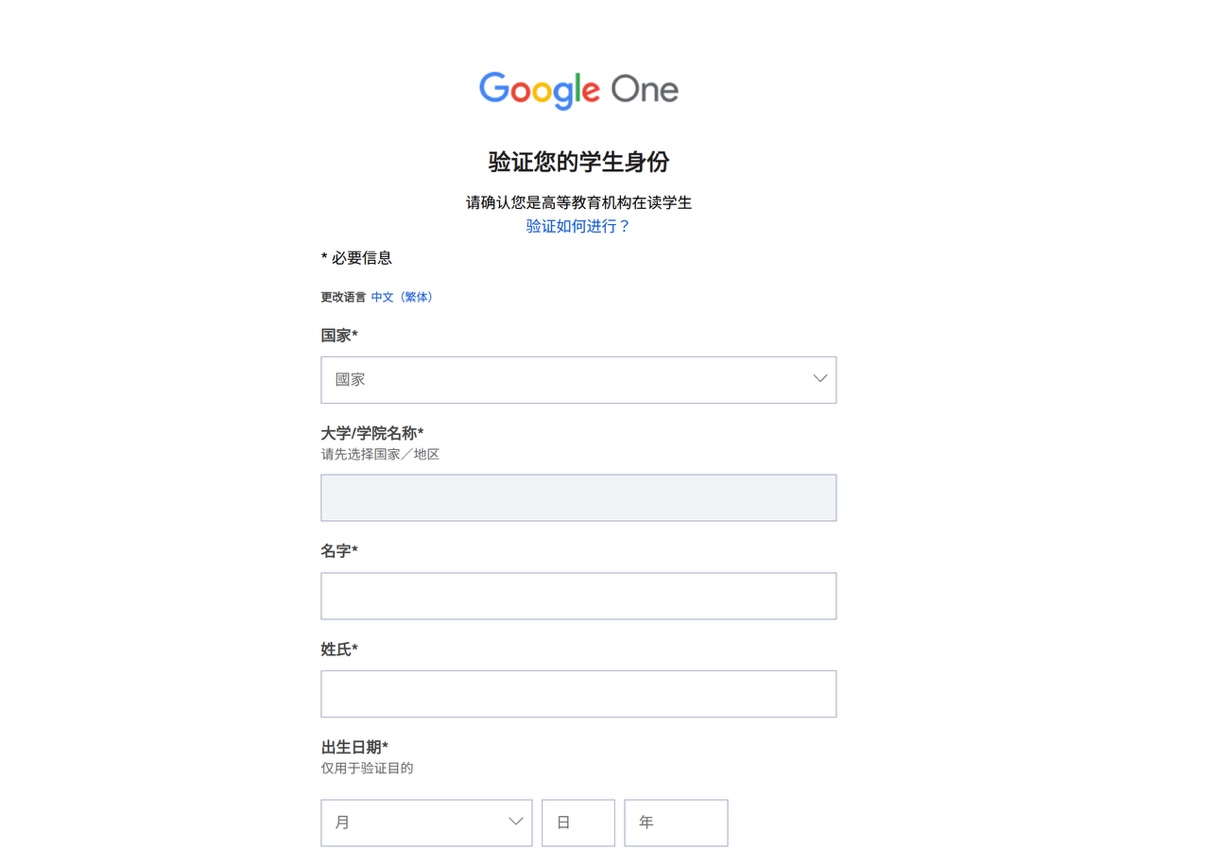 Google One
验证您的学生身份
请确认您是高等教育机构在读学生
验证如何进行？
* 必要信息
更改语言 中文（繁体）
国家*
國家
大学/学院名称*
请先选择国家／地区
名字*
姓氏*
出生日期*
仅用于验证目的
月 日 年